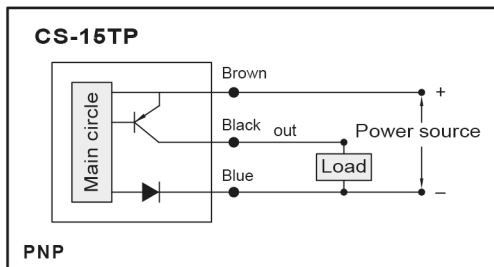 CS-15TP
Brown
+
Main circle
Black
out
Power source
Load
Blue
–
PNP